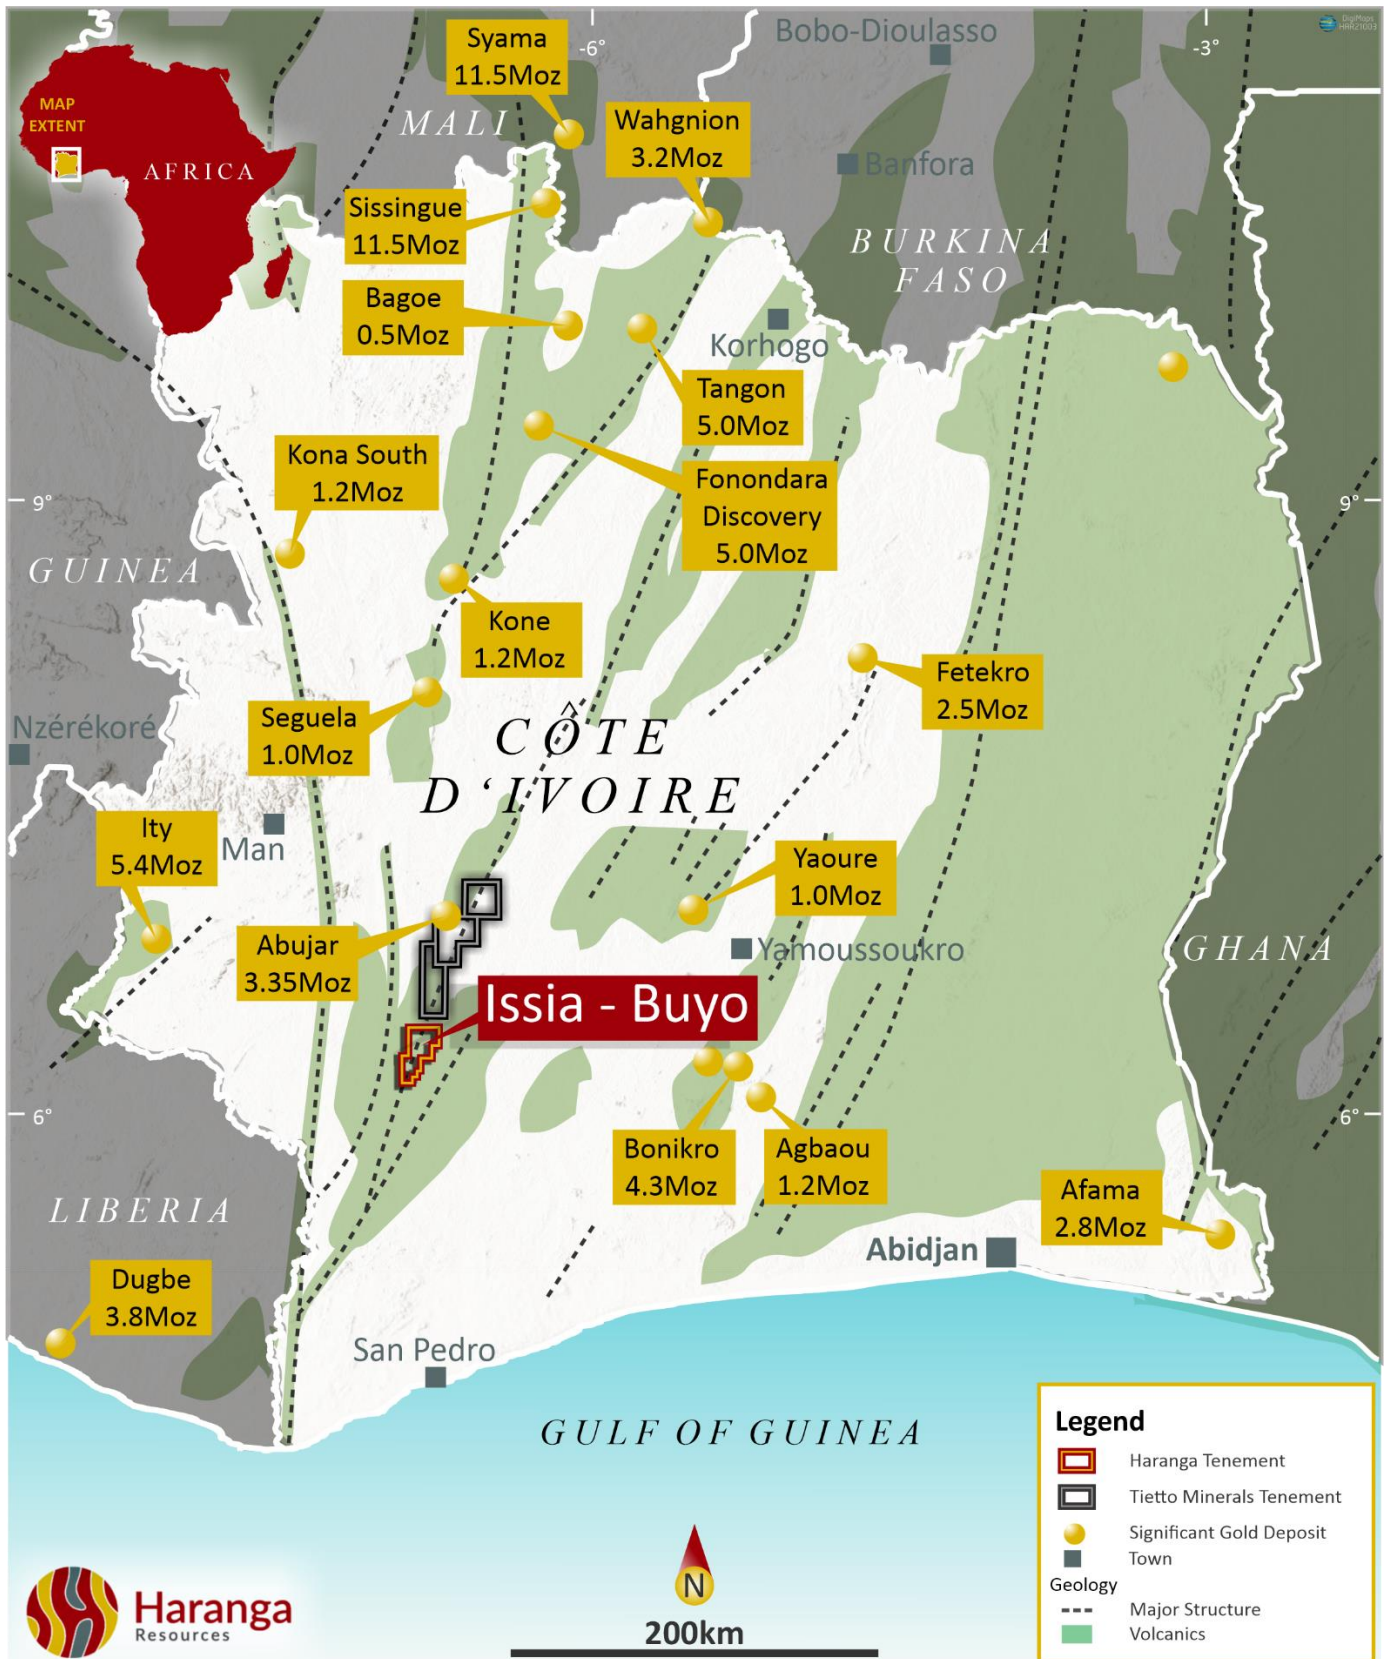 DigiMaps
HAR21003
-6°
-3°
Bobo-Dioulasso
Syama
11.5Moz
MAP
EXTENT
AFRICA
MALI
Wahgnion
3.2Moz
Banfora
Sissingue
11.5Moz
BURKINA
FASO
Bagoe
0.5Moz
Korhogo
Tangon
5.0Moz
Kona South
1.2Moz
Fonondara
Discovery
5.0Moz
9°
9°
GUINEA
Kone
1.2Moz
Fetekro
2.5Moz
Seguela
1.0Moz
Nzérékoré
CÔTE
D‘IVOIRE
Ity
5.4Moz
Man
Yaoure
1.0Moz
Abujar
3.35Moz
Yamoussoukro
GHANA
Issia - Buyo
6°
6°
Bonikro
4.3Moz
Agbaou
1.2Moz
Afama
2.8Moz
LIBERIA
Abidjan
Dugbe
3.8Moz
San Pedro
GULF OF GUINEA
Legend
Haranga Tenement
Tietto Minerals Tenement
Significant Gold Deposit
Town
Geology
Major Structure
Volcanics
N
200km
Haranga
Resources